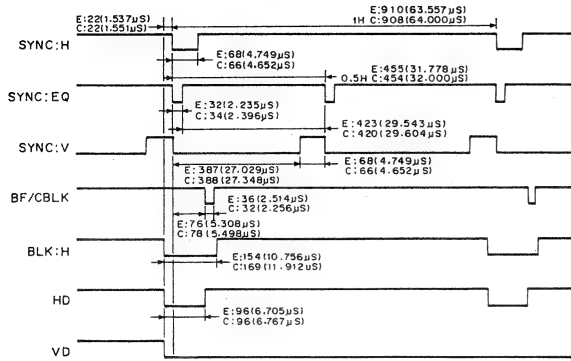 E:22(1.537μS)
C:22(1.551μS)
E:910(63.557μS)
1H C:908(64.000μS)
SYNC:H
E:68(4.749μS)
C:66(4.652μS)
E:455(31.778μS)
0.5H C:454(32.000μS)
SYNC:EQ
E:32(2.235μS)
C:34(2.396μS)
E:423(29.543μS)
C:420(29.604μS)
SYNC:V
E:387(27.029μS)
C:388(27.348μS)
E:68(4.749μS)
C:66(4.652μS)
BF/CBLK
E:36(2.514μS)
C:32(2.256μS)
E:76(5.308μS)
C:78(5.498μS)
BLK:H
E:154(10.756μS)
C:169(11.912μS)
HD
E:96(6.705μS)
C:96(6.767μS)
VD